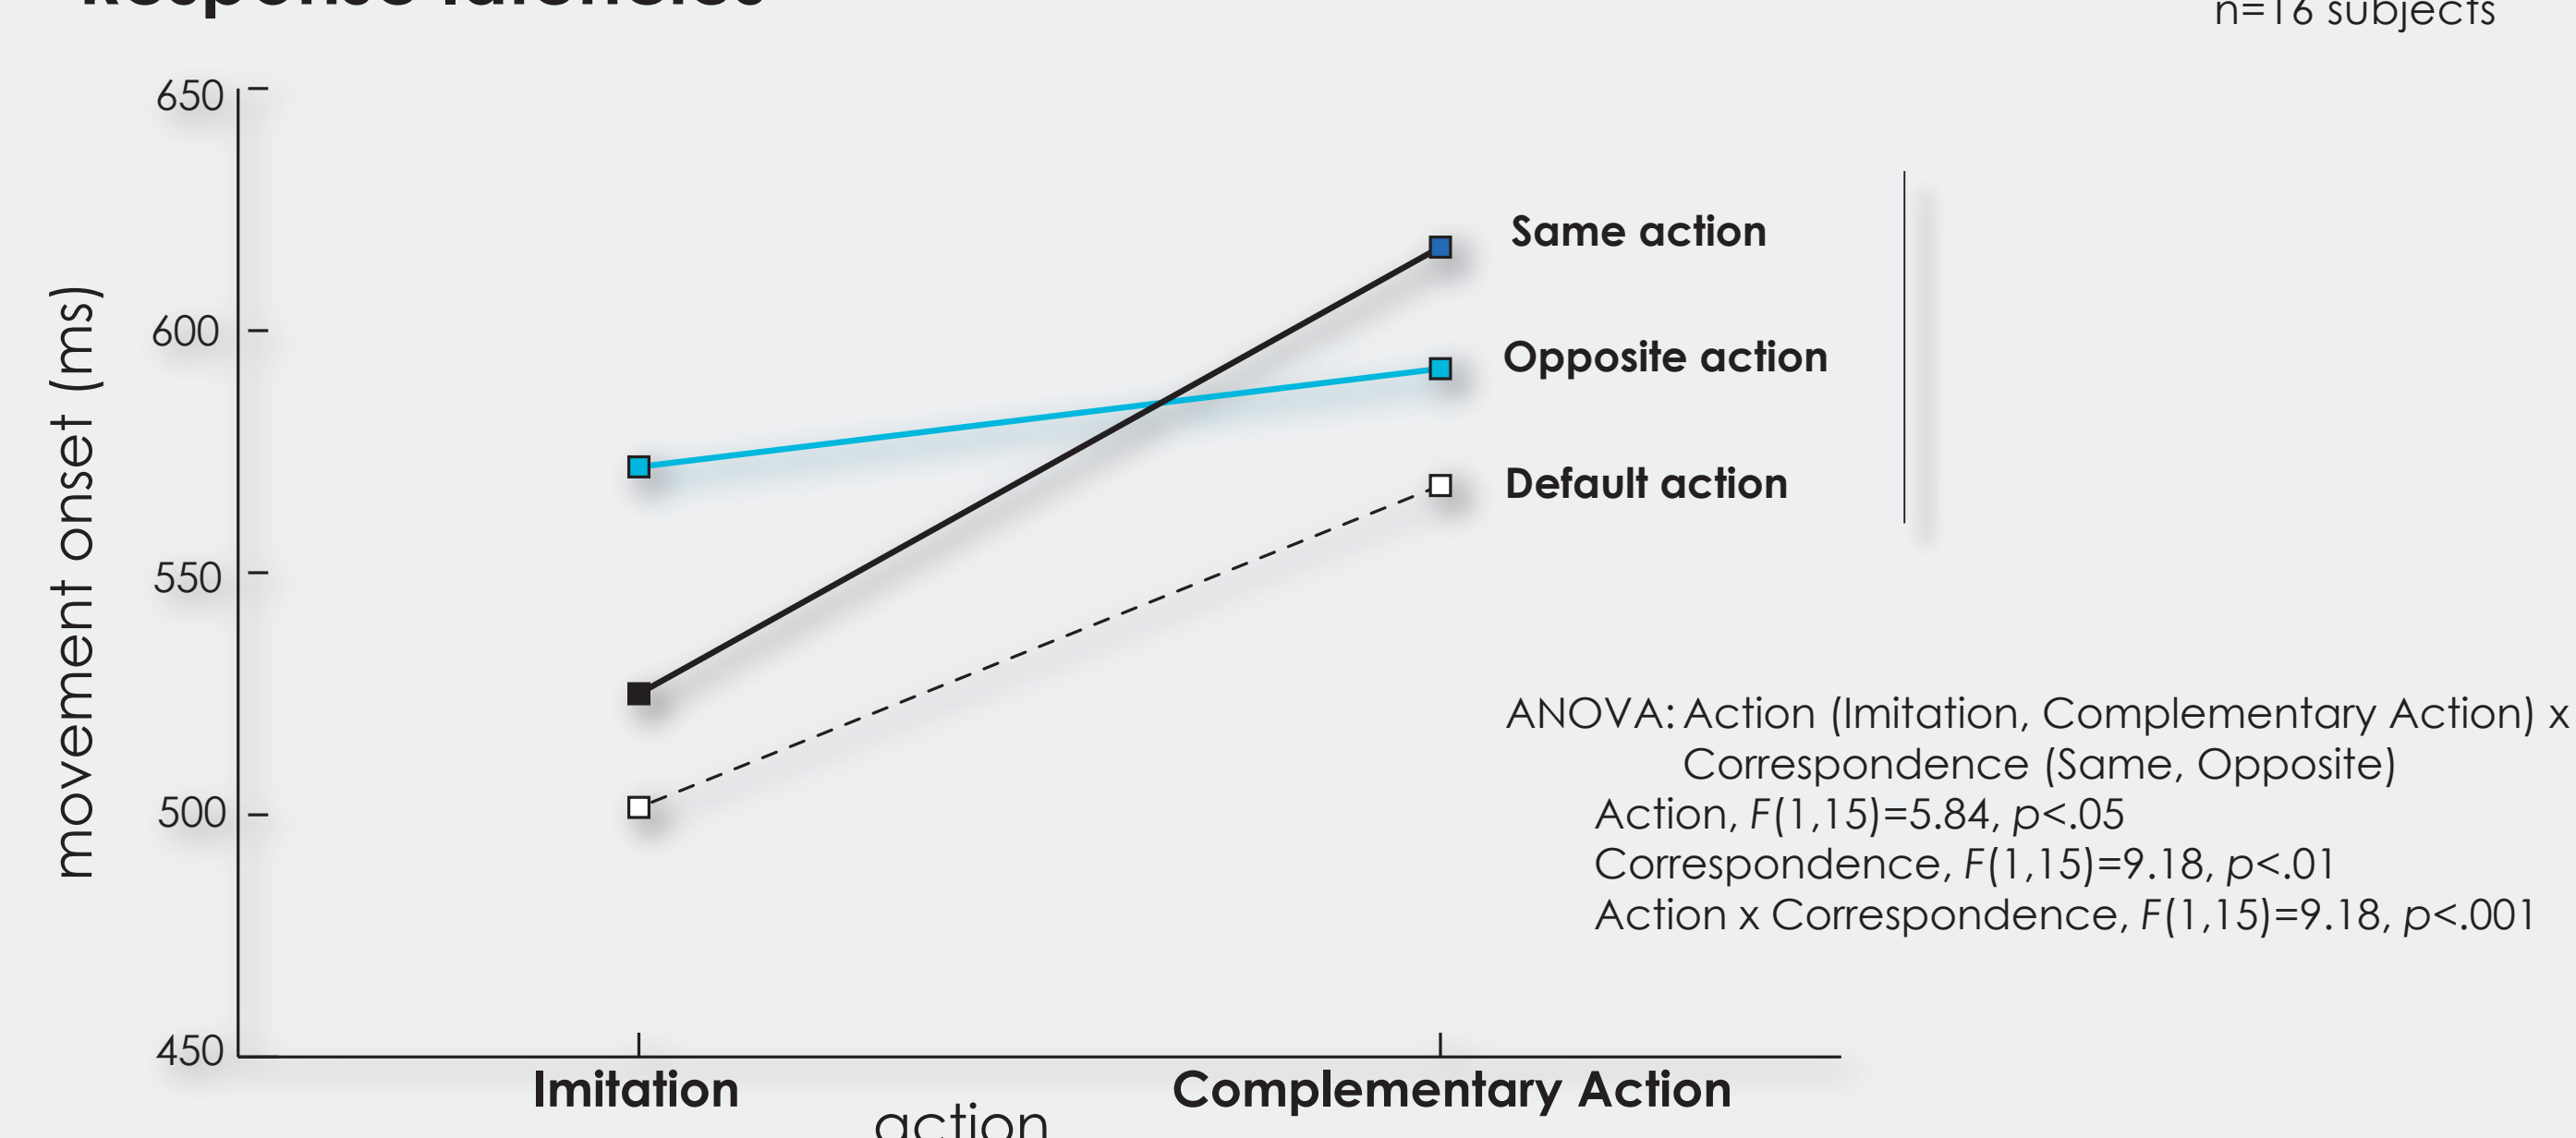 Response latencies
n=16 subjects
650
600
550
500
450
movement onset (ms)
Same action
Opposite action
Default action
ANOVA: Action (Imitation, Complementary Action) x
Correspondence (Same, Opposite)
Action, F(1,15)=5.84, p<.05
Correspondence, F(1,15)=9.18, p<.01
Action x Correspondence, F(1,15)=9.18, p<.001
Imitation
Complementary Action
action